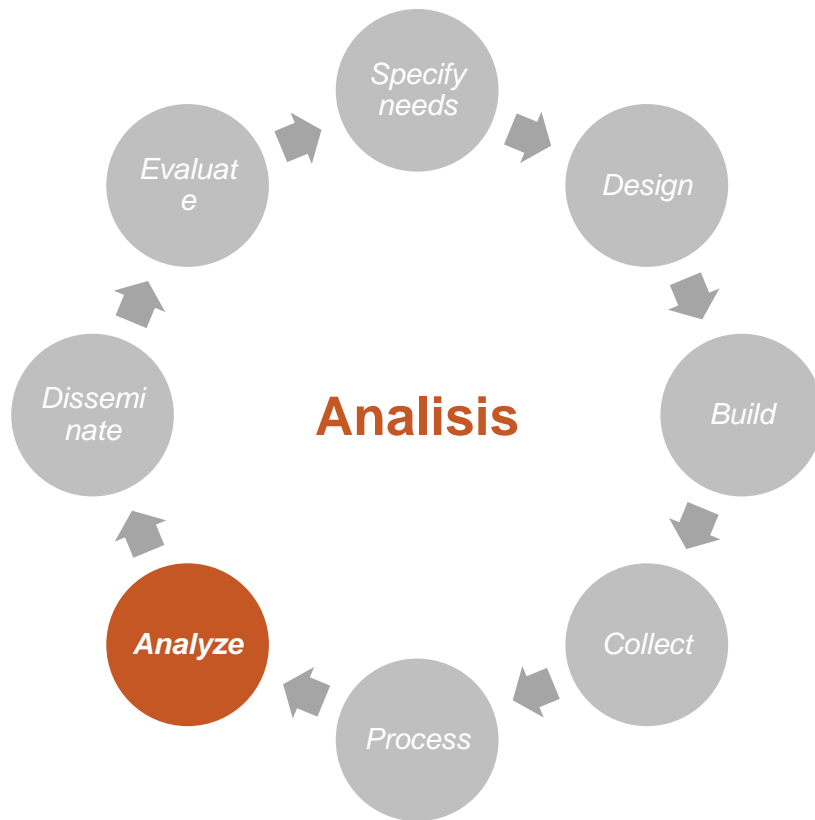 Specify
needs
Design
Build
Collect
Process
Analyze
Dissemi
nate
Evaluat
e
Analisis